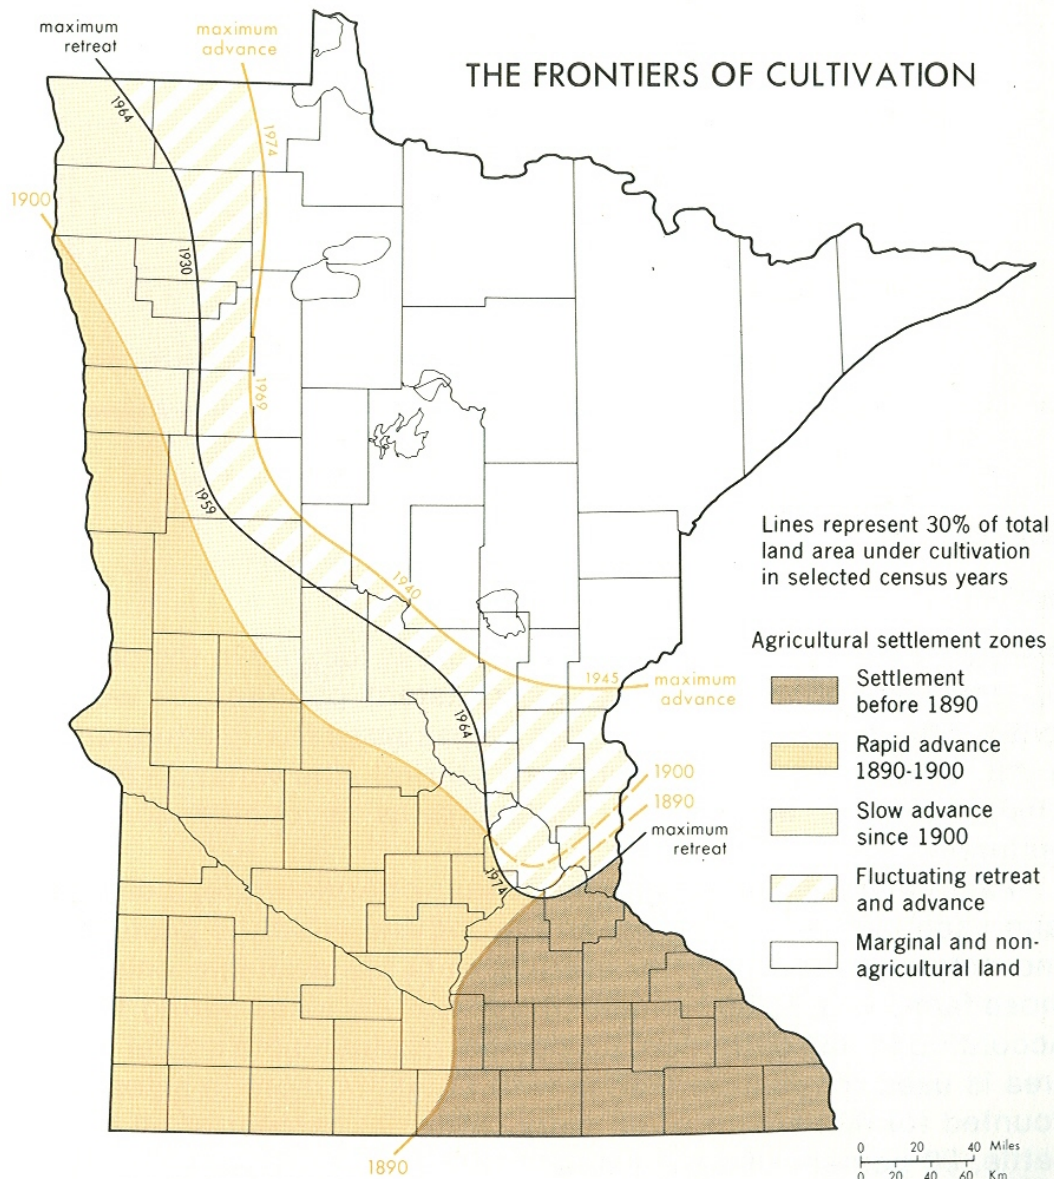 maximum
retreat
maximum
advance
THE FRONTIERS OF CULTIVATION
1964
1974
1900
1930
1969
1959
Lines represent 30% of total
land area under cultivation
in selected census years
1940
Agricultural settlement zones
1945
maximum
advance
Settlement
before 1890
1964
Rapid advance
1890-1900
1900
1890
Slow advance
since 1900
maximum
retreat
1974
Fluctuating retreat
and advance
Marginal and non-
agricultural land
0 20 40 Miles
0 20 40 60 Km
1890